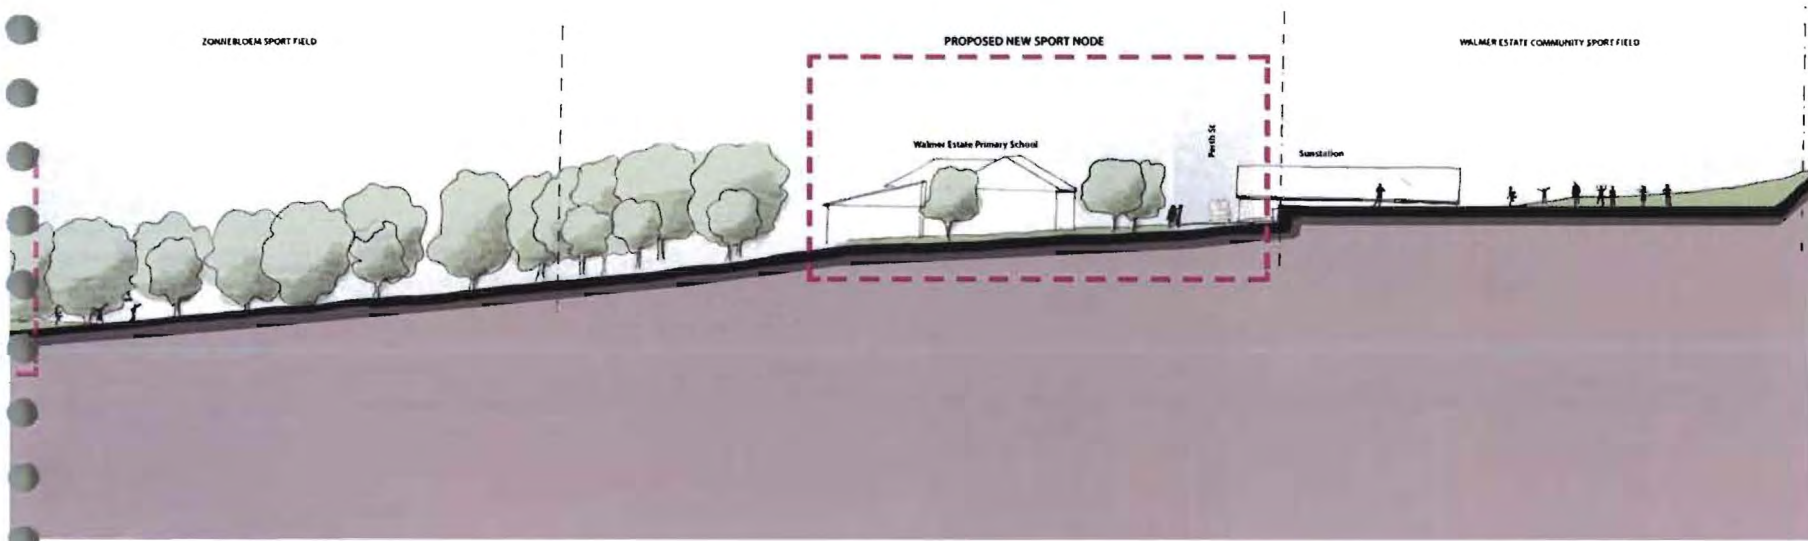 ZONNEBLOEM SPORT FIELD
PROPOSED NEW SPORT NODE
WALMER ESTATE COMMUNITY SPORT FIELD
Walmer Estate Primary School
Perth St
Sunstation